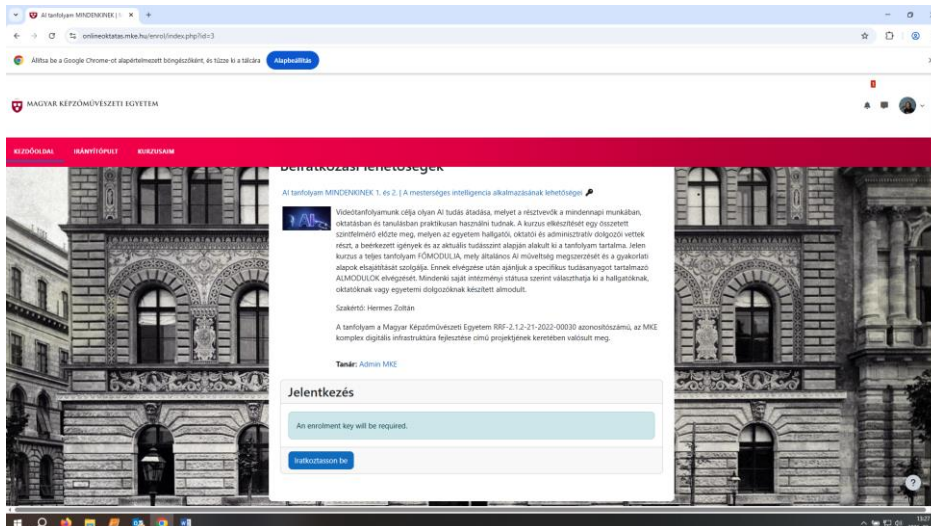 AI tanfolyam MINDENKINEK |
onlineoktatas.mke.hu/enrol/index.php?id=3
Állítsa be a Google Chrome-ot alapértelmezett böngészőként, és tűzze ki a tálcára
Alapbeállítás
MAGYAR KÉPZŐMŰVÉSZETI EGYETEM
1
KEZDŐOLDAL IRÁNYÍTÓPULT KURZUSAIM
Beiratkozási lehetőségek
AI tanfolyam MINDENKINEK 1. és 2. | A mesterséges intelligencia alkalmazásának lehetőségei
Videótanfolyamunk célja olyan AI tudás átadása, melyet a résztvevők a mindennapi munkában,
oktatásban és tanulásban praktikusan használni tudnak. A kurzus elkészítését egy összetett
szintfelmérő előzte meg, melyen az egyetem hallgatói, oktatói és adminisztratív dolgozói vettek
részt, a beérkezett igények és az aktuális tudásszint alapján alakult ki a tanfolyam tartalma. Jelen
kurzus a teljes tanfolyam FŐMODULJA, mely általános AI műveltség megszerzését és a gyakorlati
alapok elsajátítását szolgálja. Ennek elvégzése után ajánljuk a specifikus tudásanyagot tartalmazó
ALMODULOK elvégzését. Mindenki saját intézményi státusa szerint választhatja ki a hallgatóknak,
oktatóknak vagy egyetemi dolgozóknak készített almodult.
Szakértő: Hermes Zoltán
A tanfolyam a Magyar Képzőművészeti Egyetem RRF-2.1.2-21-2022-00030 azonosítószámú, az MKE
komplex digitális infrastruktúra fejlesztése című projektjének keretében valósult meg.
Tanár: Admin MKE
Jelentkezés
An enrolment key will be required.
Iratkoztasson be
?
15:27